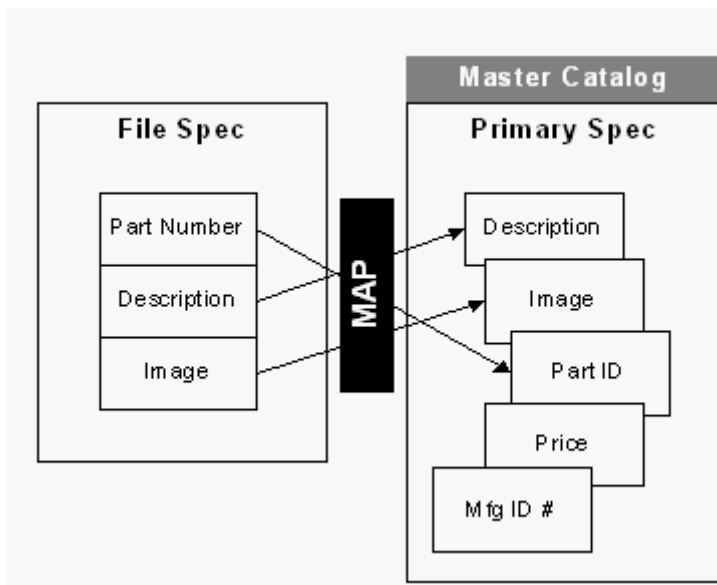 File Spec
Part Number
Description
Image
MAP
Master Catalog
Primary Spec
Description
Image
Part ID
Price
Mfg ID #